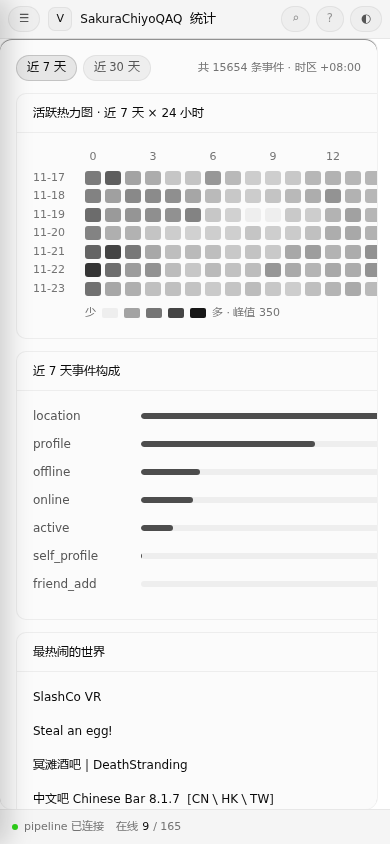 ☰ V SakuraChiyoQAQ 统计 ?
近 7 天 近 30 天 共 15654 条事件 · 时区 +08:00
活跃热力图 · 近 7 天 × 24 小时
0 3 6 9 12
11-17
11-18
11-19
11-20
11-21
11-22
11-23
少 多 · 峰值 350
近 7 天事件构成
location
profile
offline
online
active
self_profile
friend_add
最热闹的世界
SlashCo VR
Steal an egg!
冥滩酒吧 | DeathStranding
中文吧 Chinese Bar 8.1.7 [CN \ HK \ TW]
pipeline 已连接 在线 9 / 165